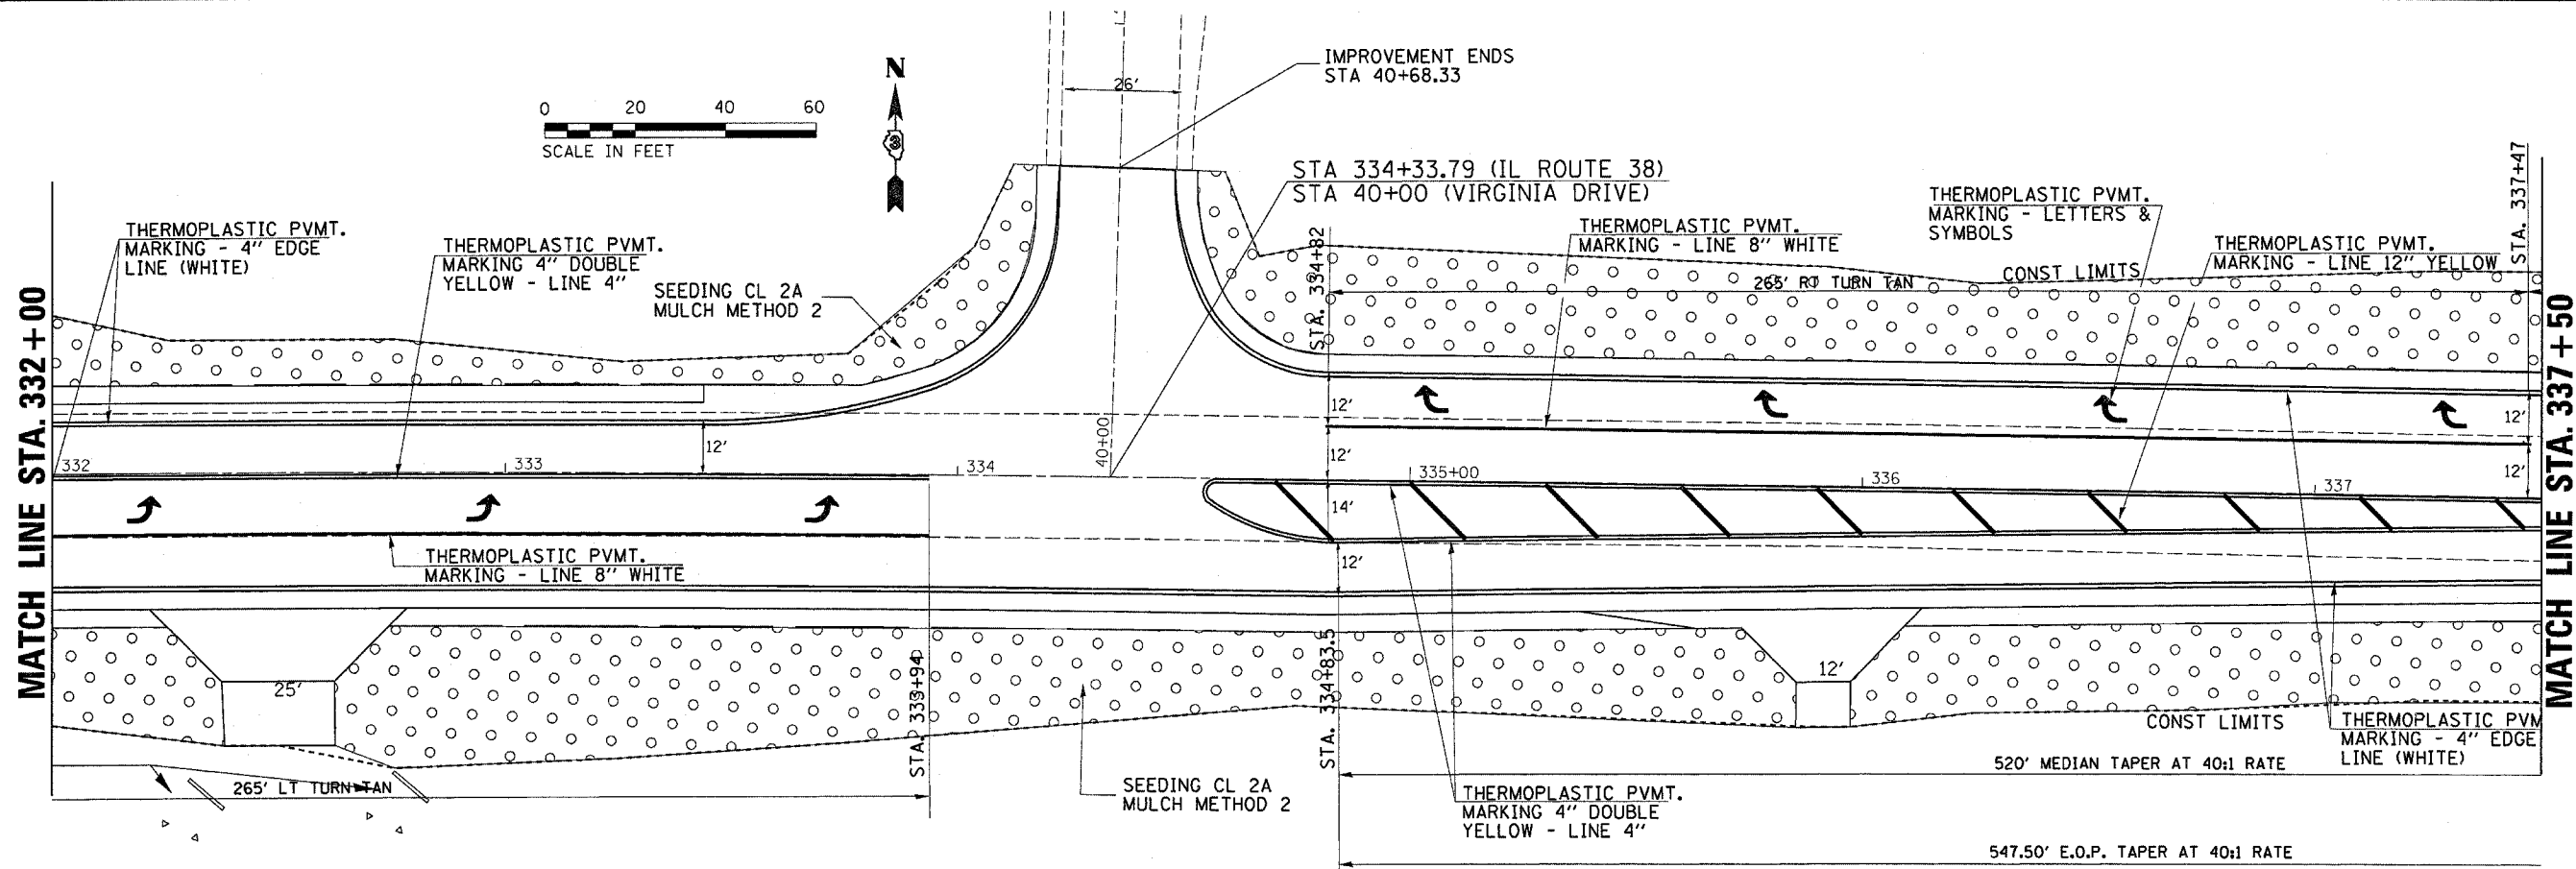 IMPROVEMENT ENDS
STA 40+68.33
26'
N
3
0 20 40 60
SCALE IN FEET
STA 334+33.79 (IL ROUTE 38)
STA 40+00 (VIRGINIA DRIVE)
THERMOPLASTIC PVMT.
MARKING - 4" EDGE
LINE (WHITE)
THERMOPLASTIC PVMT.
MARKING 4" DOUBLE
YELLOW - LINE 4"
SEEDING CL 2A
MULCH METHOD 2
THERMOPLASTIC PVMT.
MARKING - LINE 8" WHITE
THERMOPLASTIC PVMT.
MARKING - LETTERS &
SYMBOLS
THERMOPLASTIC PVMT.
MARKING - LINE 12" YELLOW
STA. 337+47
STA. 334+82
265' RT TURN TAN
CONST LIMITS
MATCH LINE STA. 332+00
MATCH LINE STA. 337+50
12'
12'
12'
12'
12'
332
333
334
40+00
335+00
336
337
14'
12'
THERMOPLASTIC PVMT.
MARKING - LINE 8" WHITE
25'
12'
STA. 333+94
STA. 334+83.5
CONST LIMITS
THERMOPLASTIC PVM
MARKING - 4" EDGE
LINE (WHITE)
520' MEDIAN TAPER AT 40:1 RATE
265' LT TURN TAN
SEEDING CL 2A
MULCH METHOD 2
THERMOPLASTIC PVMT.
MARKING 4" DOUBLE
YELLOW - LINE 4"
547.50' E.O.P. TAPER AT 40:1 RATE